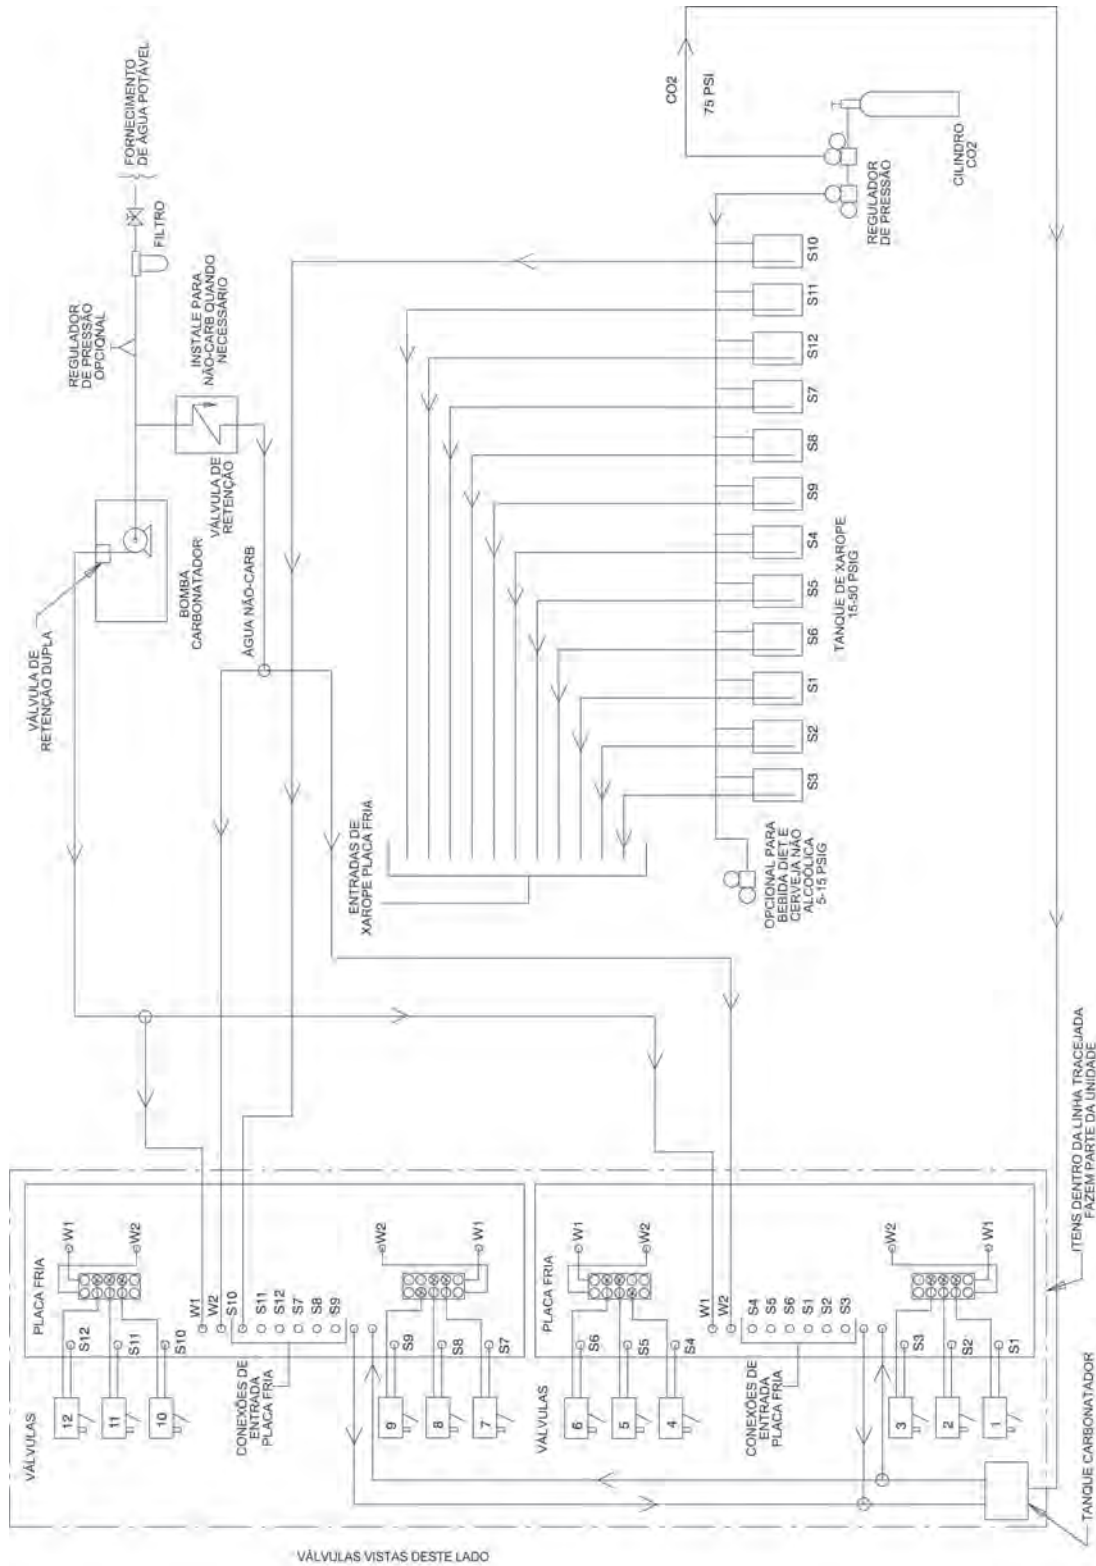 FORNECIMENTO
DE ÁGUA POTÁVEL
FILTRO
REGULADOR
DE PRESSÃO
OPCIONAL
INSTALE PARA
NÃO-CARB QUANDO
NECESSÁRIO
VÁLVULA DE
RETENÇÃO
VÁLVULA DE
RETENÇÃO DUPLA
BOMBA
CARBONATADOR
ÁGUA NÃO-CARB
CO2
75 PSI
CILINDRO
CO2
REGULADOR
DE PRESSÃO
S10
S11
S12
S7
S8
S9
S4
S5
S6
S1
S2
S3
TANQUE DE XAROPE
15-50 PSIG
ENTRADAS DE
XAROPE PLACA FRIA
OPCIONAL PARA
BEBIDA DIET E
CERVEJA NÃO
ALCOÓLICA
5-15 PSIG
PLACA FRIA
W1
W2
S12
S11
S10
VÁLVULAS
12
11
10
W1
W2
S10
S11
S12
S7
S8
S9
CONEXÕES DE
ENTRADA
PLACA FRIA
W2
W1
S9
S8
S7
9
8
7
PLACA FRIA
W1
W2
S6
S5
S4
VÁLVULAS
6
5
4
W1
W2
S4
S5
S6
S1
S2
S3
CONEXÕES DE
ENTRADA
PLACA FRIA
W2
W1
S3
S2
S1
3
2
1
ITENS DENTRO DA LINHA TRACEJADA
FAZEM PARTE DA UNIDADE
TANQUE CARBONATADOR
VÁLVULAS VISTAS DESTE LADO